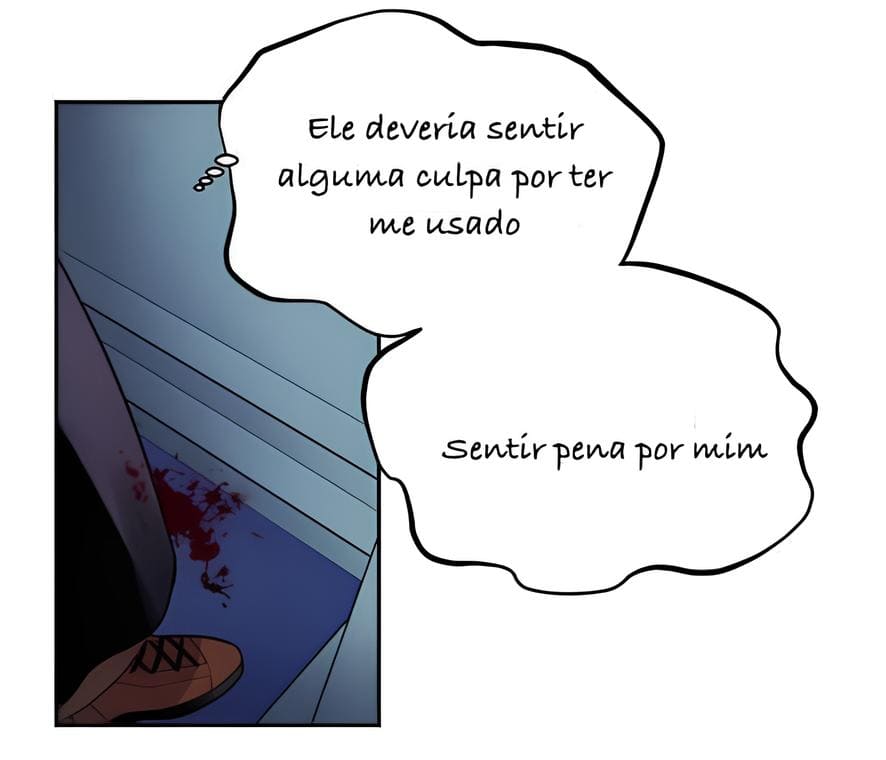 Ele deveria sentir
alguma culpa por ter
me usado
Sentir pena por mim